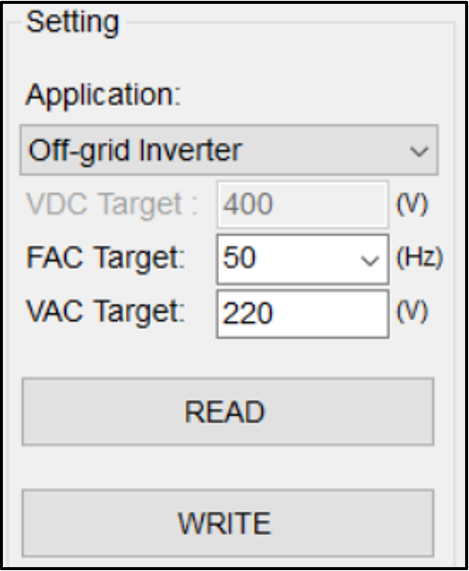 Setting
Application:
Off-grid Inverter
VDC Target : 400 (V)
FAC Target: 50 (Hz)
VAC Target: 220 (V)
READ
WRITE